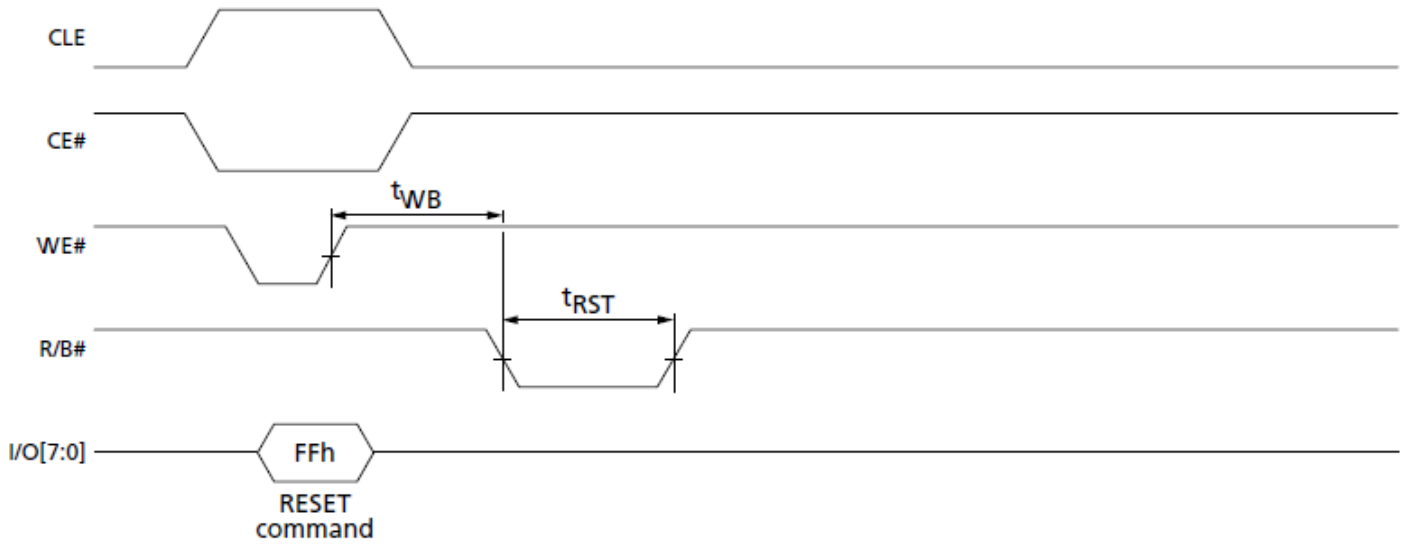 CLE
CE#
tWB
WE#
tRST
R/B#
I/O[7:0]
FFh
RESET
command